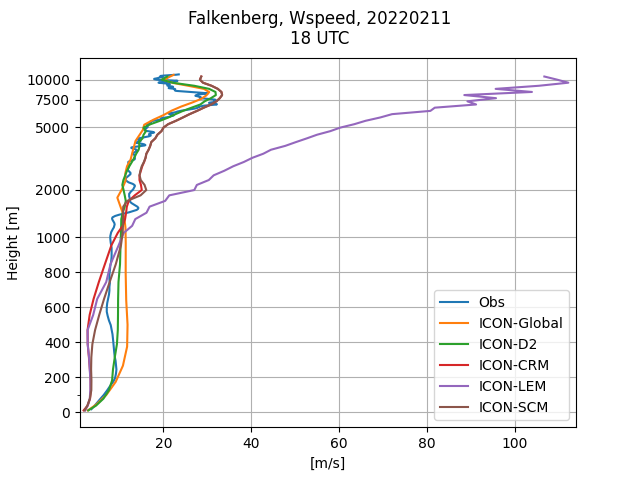 Falkenberg, Wspeed, 20220211
18 UTC
10000
7500
5000
2000
1000
800
600
400
200
0
Height [m]
20
40
60
80
100
[m/s]
Obs
ICON-Global
ICON-D2
ICON-CRM
ICON-LEM
ICON-SCM